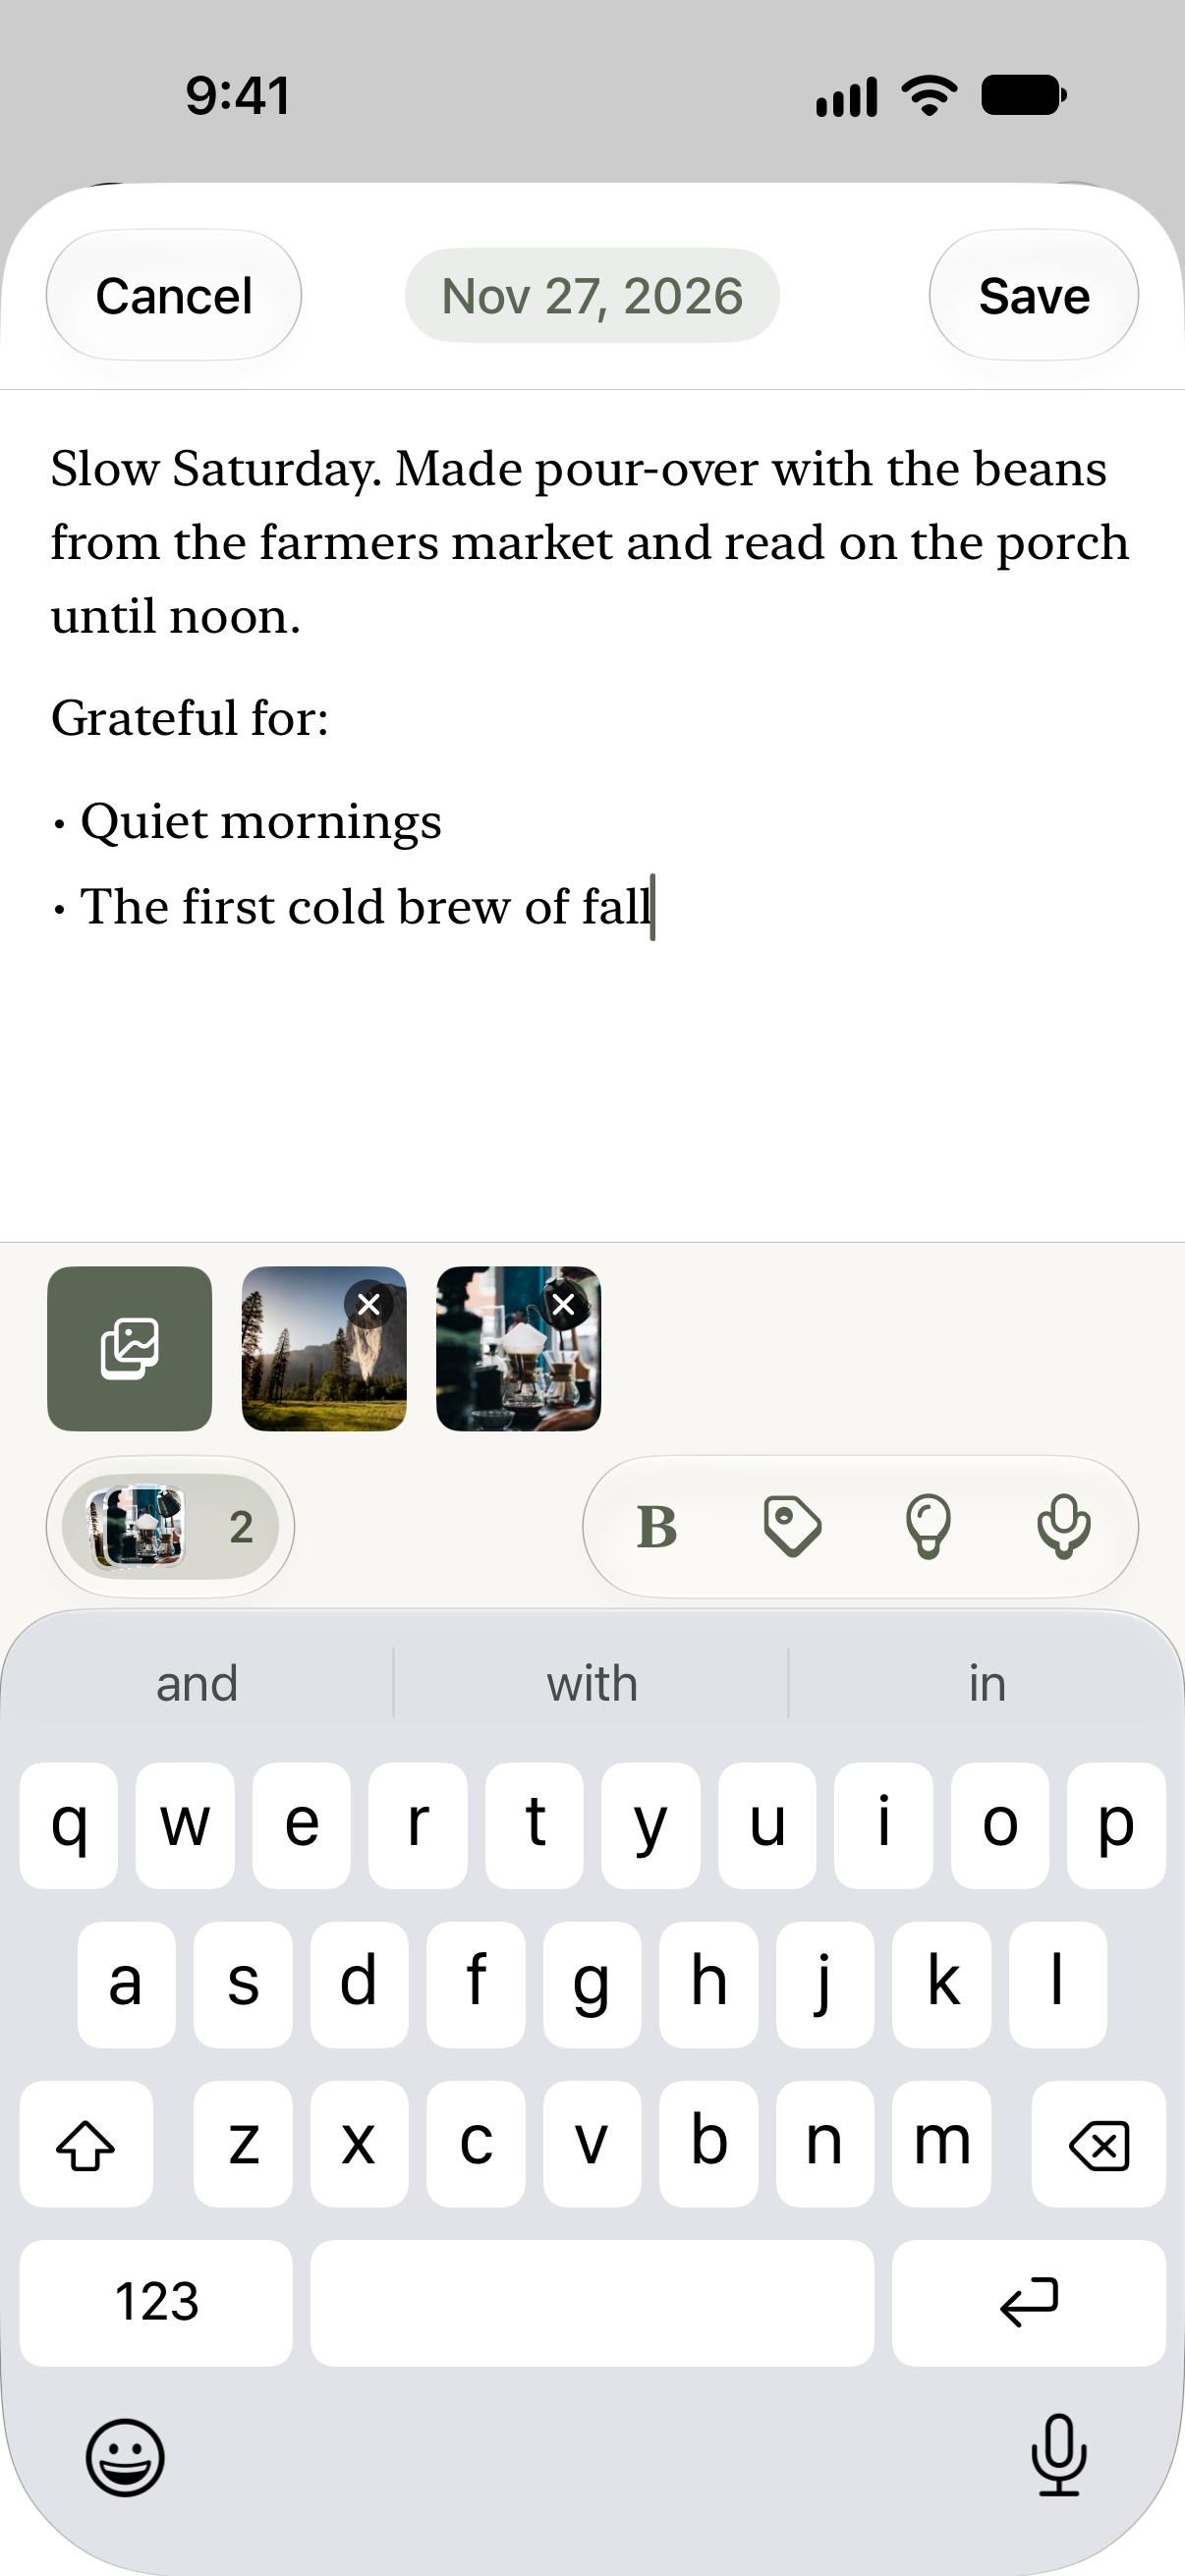 9:41
Cancel
Nov 27, 2026
Save
Slow Saturday. Made pour-over with the beans
from the farmers market and read on the porch
until noon.
Grateful for:
• Quiet mornings
• The first cold brew of fall
2
B
and with in
q w e r t y u i o p
a s d f g h j k l
z x c v b n m
123